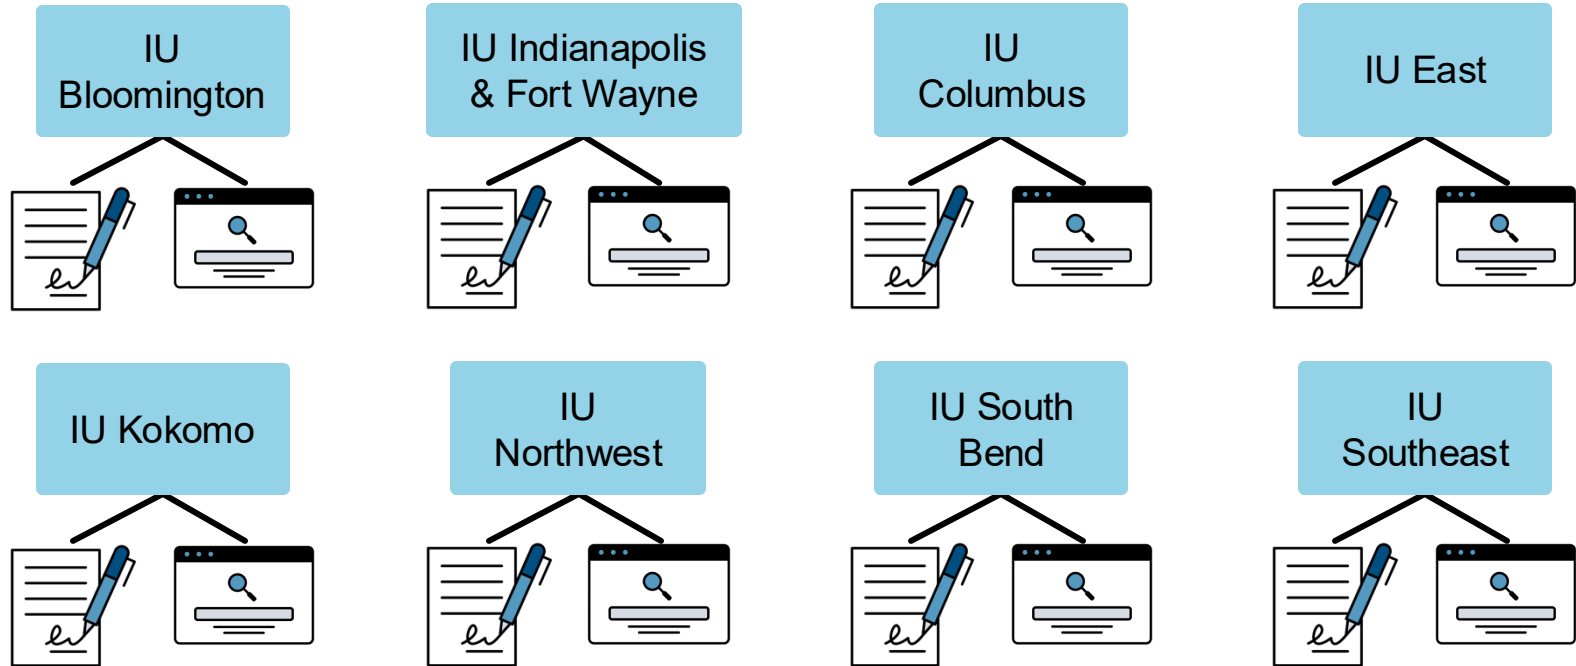 IU
Bloomington
IU Indianapolis
& Fort Wayne
IU
Columbus
IU East
IU Kokomo
IU
Northwest
IU South
Bend
IU
Southeast